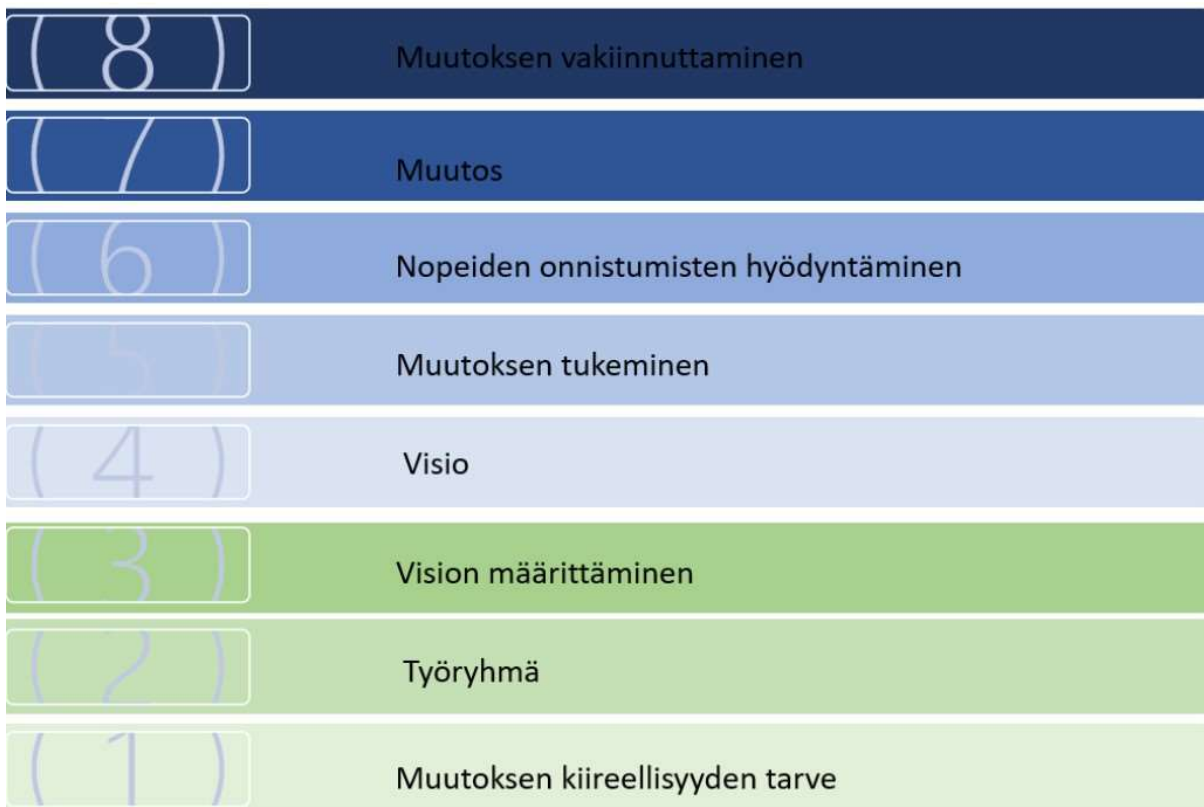 (8) Muutoksen vakiinnuttaminen
(7) Muutos
(6) Nopeiden onnistumisten hyödyntäminen
(5) Muutoksen tukeminen
(4) Visio
(3) Vision määrittäminen
(2) Työryhmä
(1) Muutoksen kiireellisyyden tarve